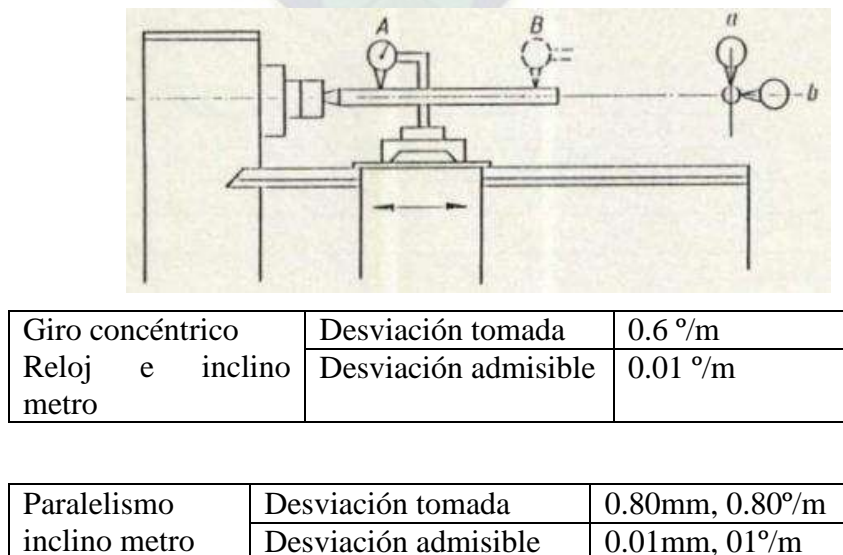 A
B
a
b
Giro concéntrico
Reloj e inclino
metro
Desviación tomada
0.6 º/m
Desviación admisible
0.01 º/m
Paralelismo
inclino metro
Desviación tomada
0.80mm, 0.80º/m
Desviación admisible
0.01mm, 01º/m